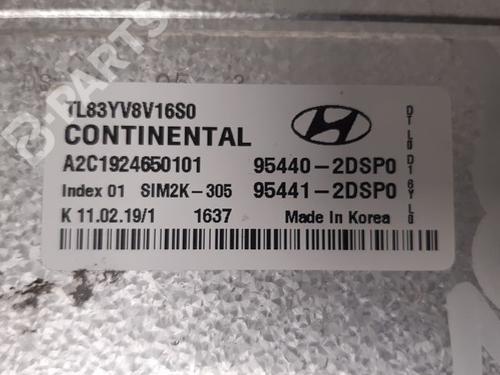 B-PARTS
TL83YV8V16S0
CONTINENTAL
A2C1924650101 95440-2DSP0
Index 01 SIM2K-305 95441-2DSP0
K 11.02.19/1 1637 Made In Korea